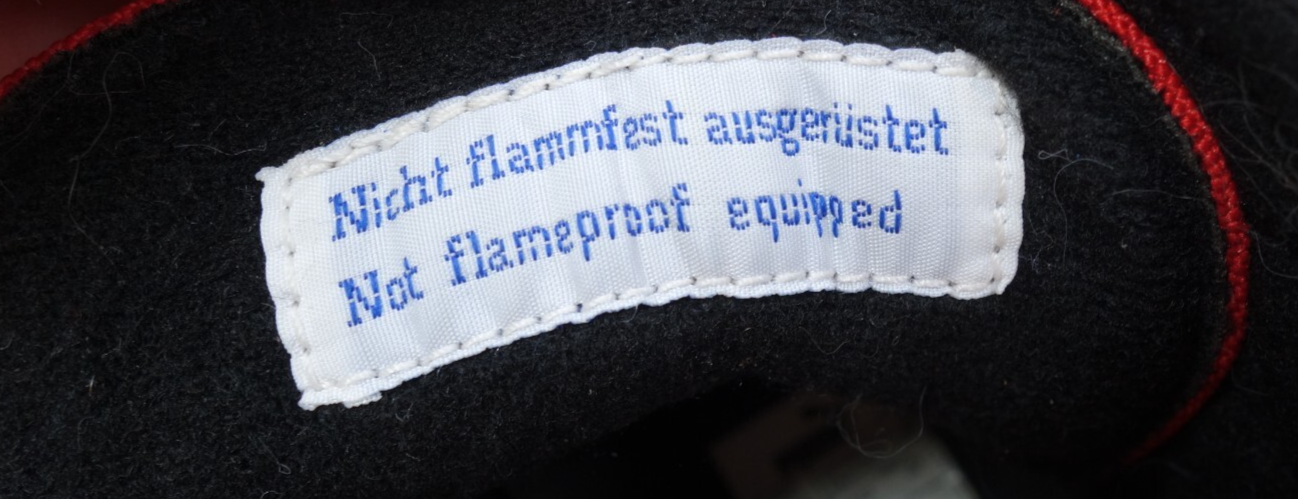 Nicht flammfest ausgerüstet
Not flameproof equipped